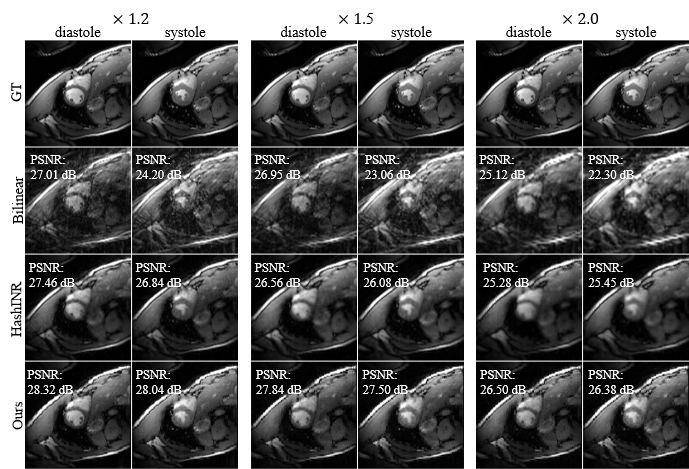 × 1.2 × 1.5 × 2.0
diastole systole diastole systole diastole systole
GT
Bilinear
PSNR: PSNR: PSNR: PSNR: PSNR: PSNR:
27.01 dB 24.20 dB 26.95 dB 23.06 dB 25.12 dB 22.30 dB
HashINR
PSNR: PSNR: PSNR: PSNR: PSNR: PSNR:
27.46 dB 26.84 dB 26.56 dB 26.08 dB 25.28 dB 25.45 dB
Ours
PSNR: PSNR: PSNR: PSNR: PSNR: PSNR:
28.32 dB 28.04 dB 27.84 dB 27.50 dB 26.50 dB 26.38 dB